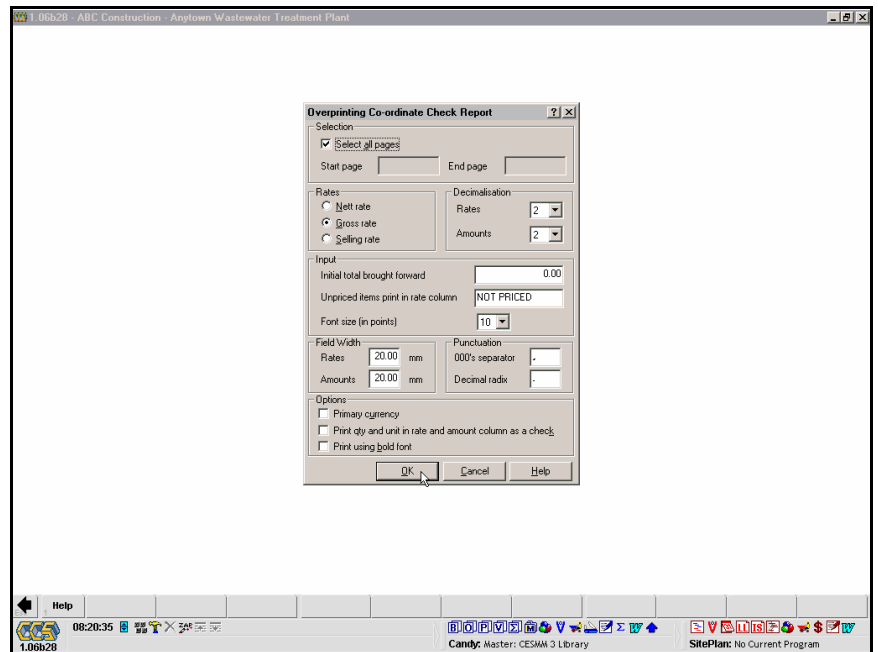 1.06b28 - ABC Construction - Anytown Wastewater Treatment Plant
Overprinting Co-ordinate Check Report
Selection
Select all pages
Start page End page
Rates Decimalisation
Nett rate Rates 2
Gross rate
Selling rate Amounts 2
Input
Initial total brought forward 0.00
Unpriced items print in rate column NOT PRICED
Font size (in points) 10
Field Width Punctuation
Rates 20.00 mm 000's separator ,
Amounts 20.00 mm Decimal radix .
Options
Primary currency
Print qty and unit in rate and amount column as a check
Print using bold font
OK Cancel Help
Help
CCS 08:20:35 B O P V Σ M V Σ W V LL IS $ W
1.06b28 Candy: Master: CESMM 3 Library SitePlan: No Current Program